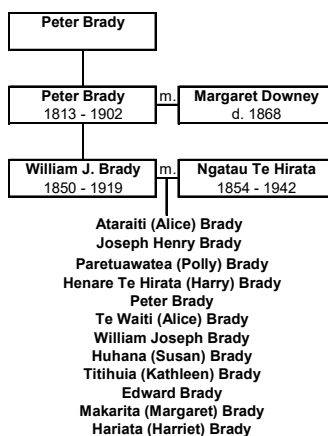 Peter Brady
Peter Brady
1813 - 1902
m.
Margaret Downey
d. 1868
William J. Brady
1850 - 1919
m.
Ngatau Te Hirata
1854 - 1942
Ataraiti (Alice) Brady
Joseph Henry Brady
Paretuawatea (Polly) Brady
Henare Te Hirata (Harry) Brady
Peter Brady
Te Waiti (Alice) Brady
William Joseph Brady
Huhana (Susan) Brady
Titihuia (Kathleen) Brady
Edward Brady
Makarita (Margaret) Brady
Hariata (Harriet) Brady